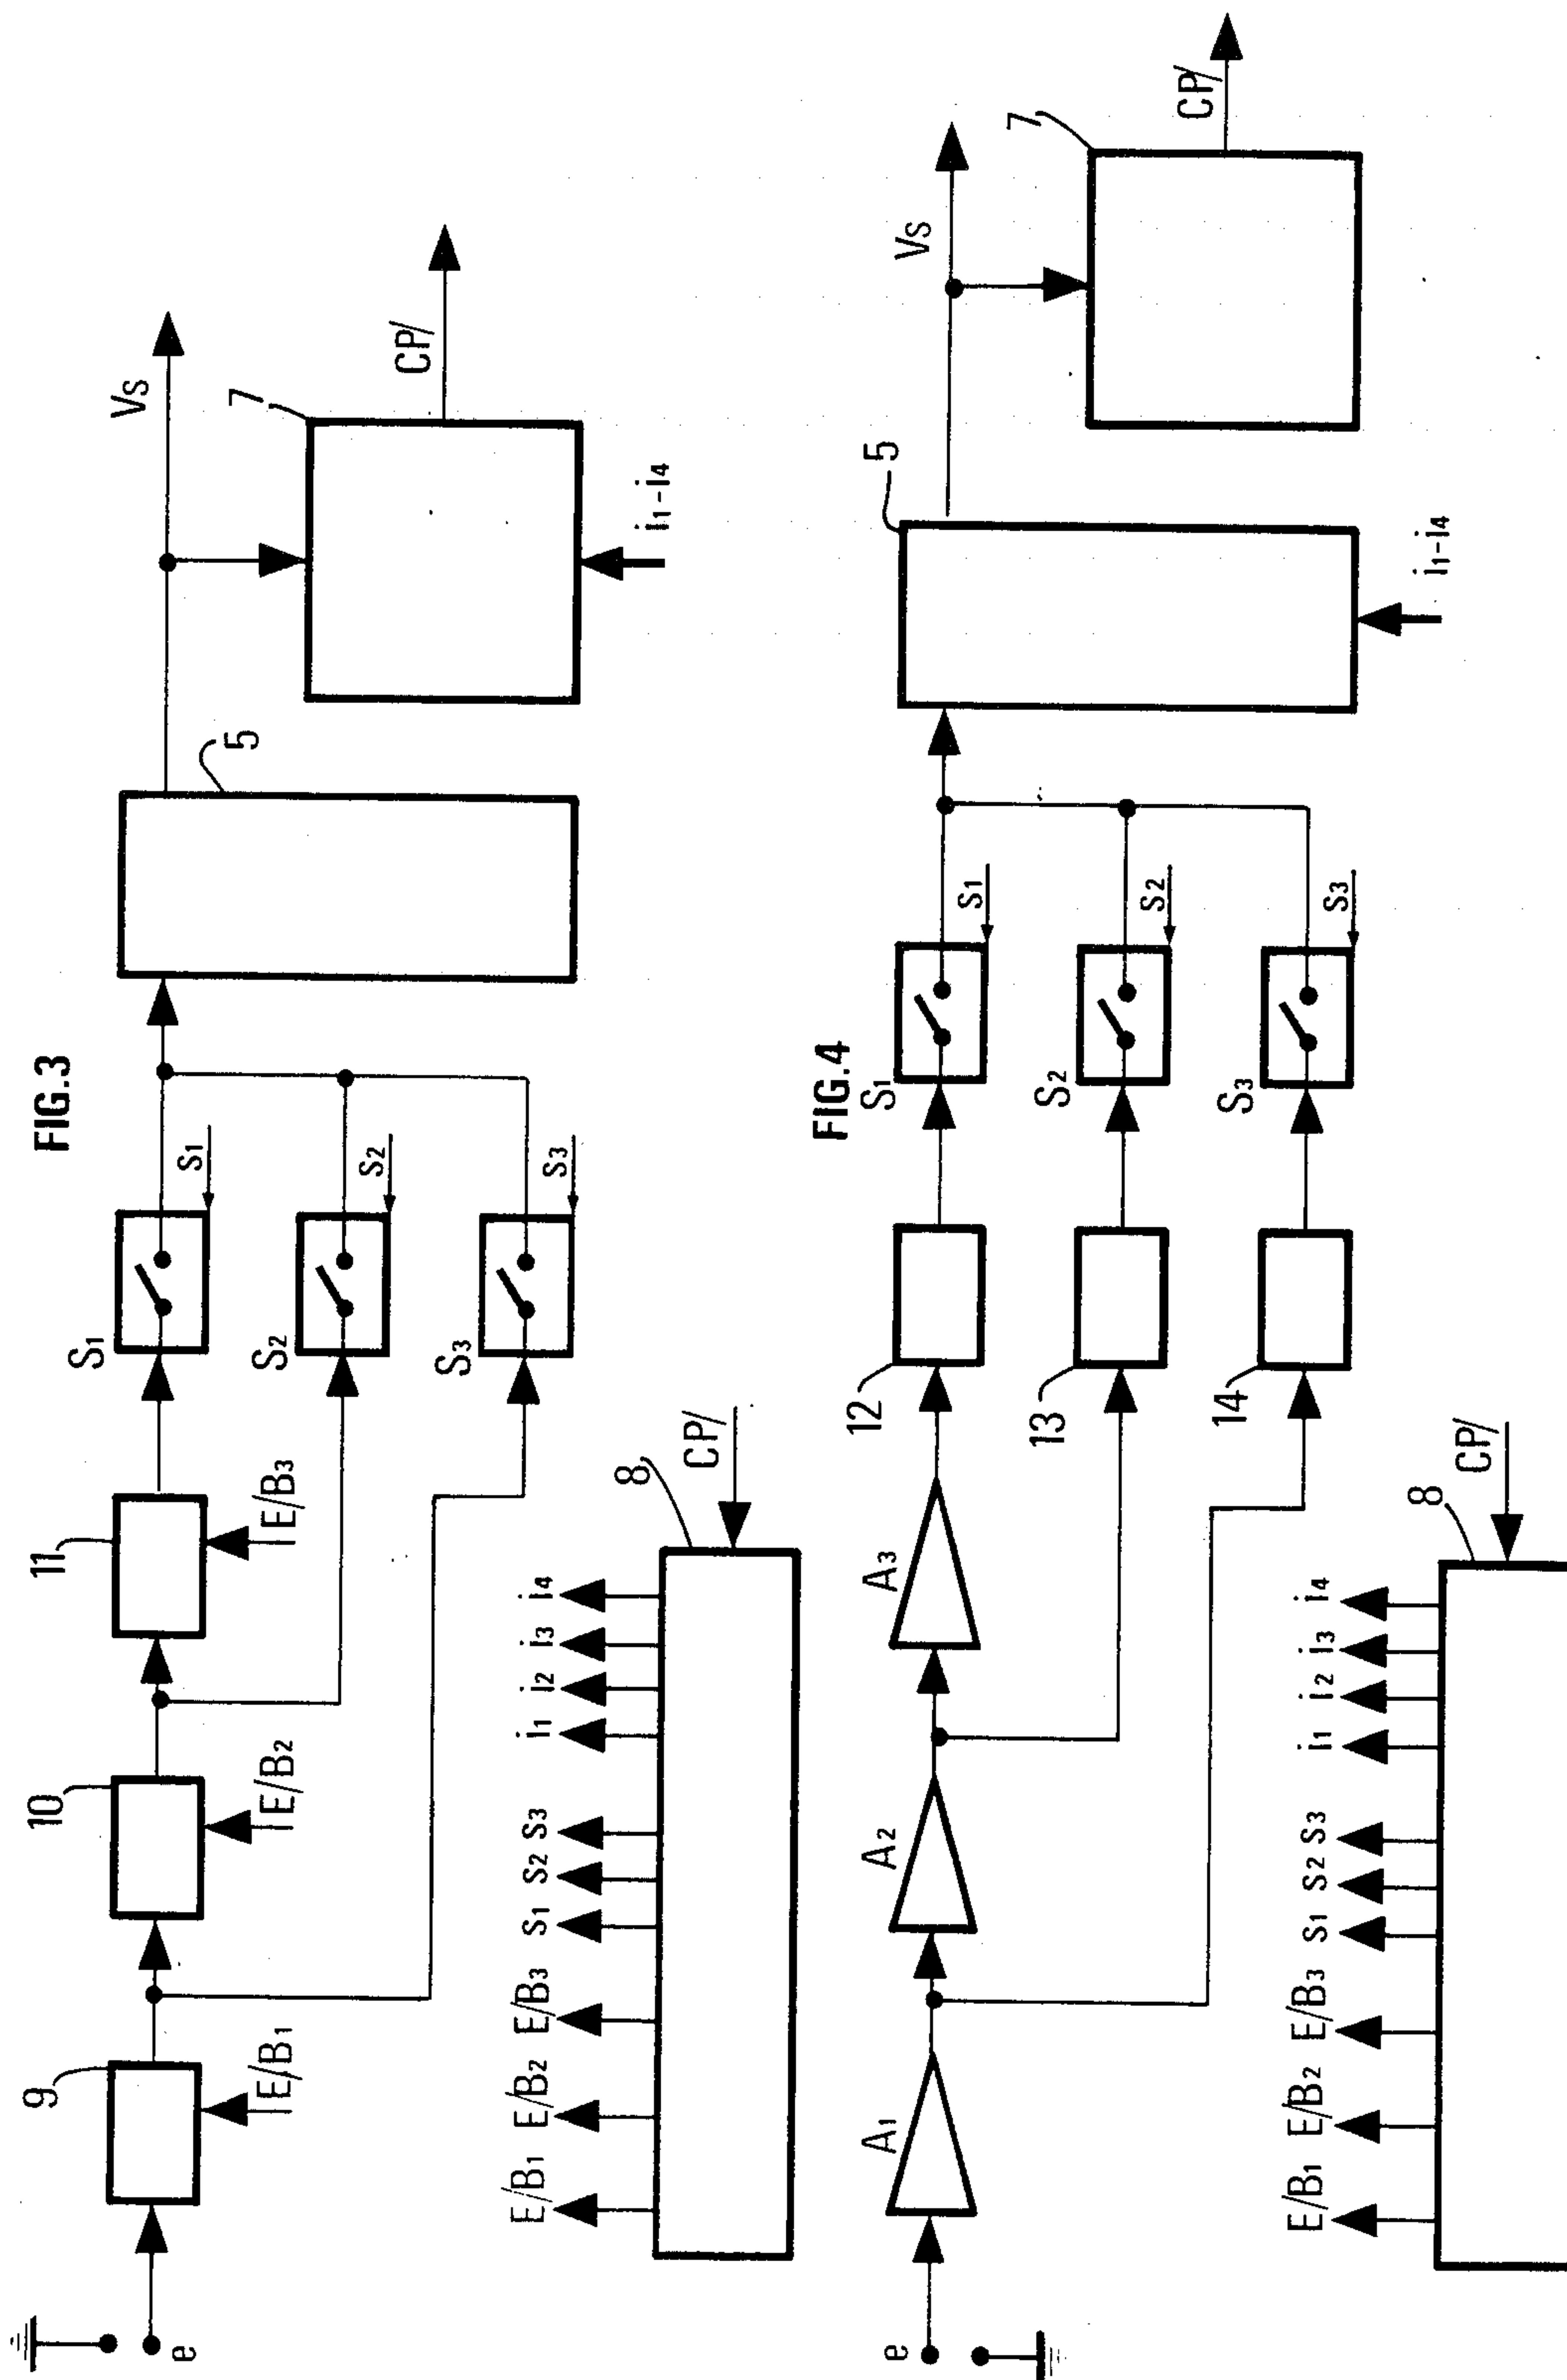 FIG.3
e
9
E/B1
10
E/B2
11
E/B3
S1
s1
S2
s2
S3
s3
5
Vs
7
CP/
i1-i4
8
CP/
E/B1
E/B2
E/B3
S1
S2
S3
i1
i2
i3
i4
FIG.4
e
A1
A2
A3
12
13
14
S1
s1
S2
s2
S3
s3
5
i1-i4
Vs
7
CP/
8
CP/
E/B1
E/B2
E/B3
S1
S2
S3
i1
i2
i3
i4